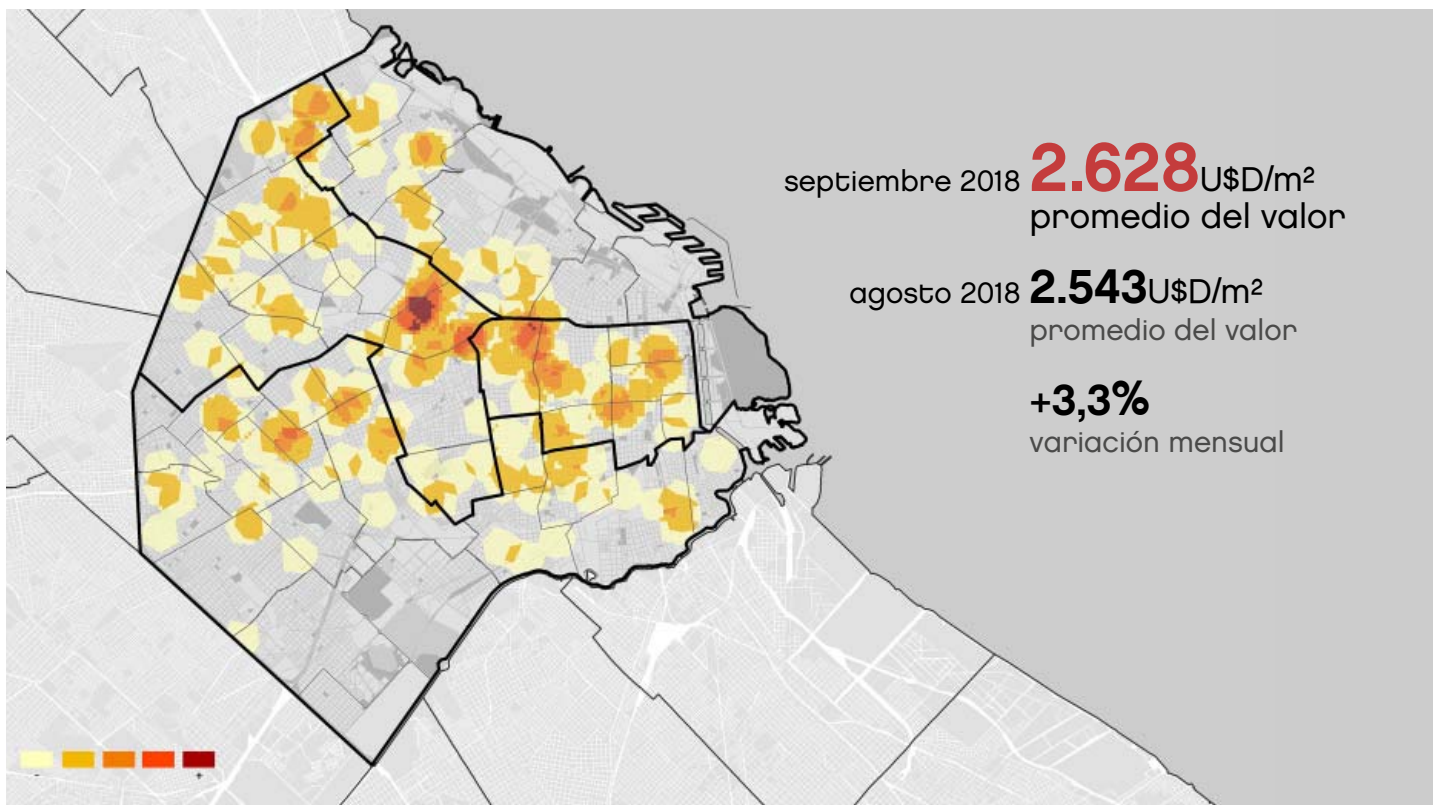 septiembre 2018 2.628U$D/m²
promedio del valor
agosto 2018 2.543U$D/m²
promedio del valor
+3,3%
variación mensual
- +